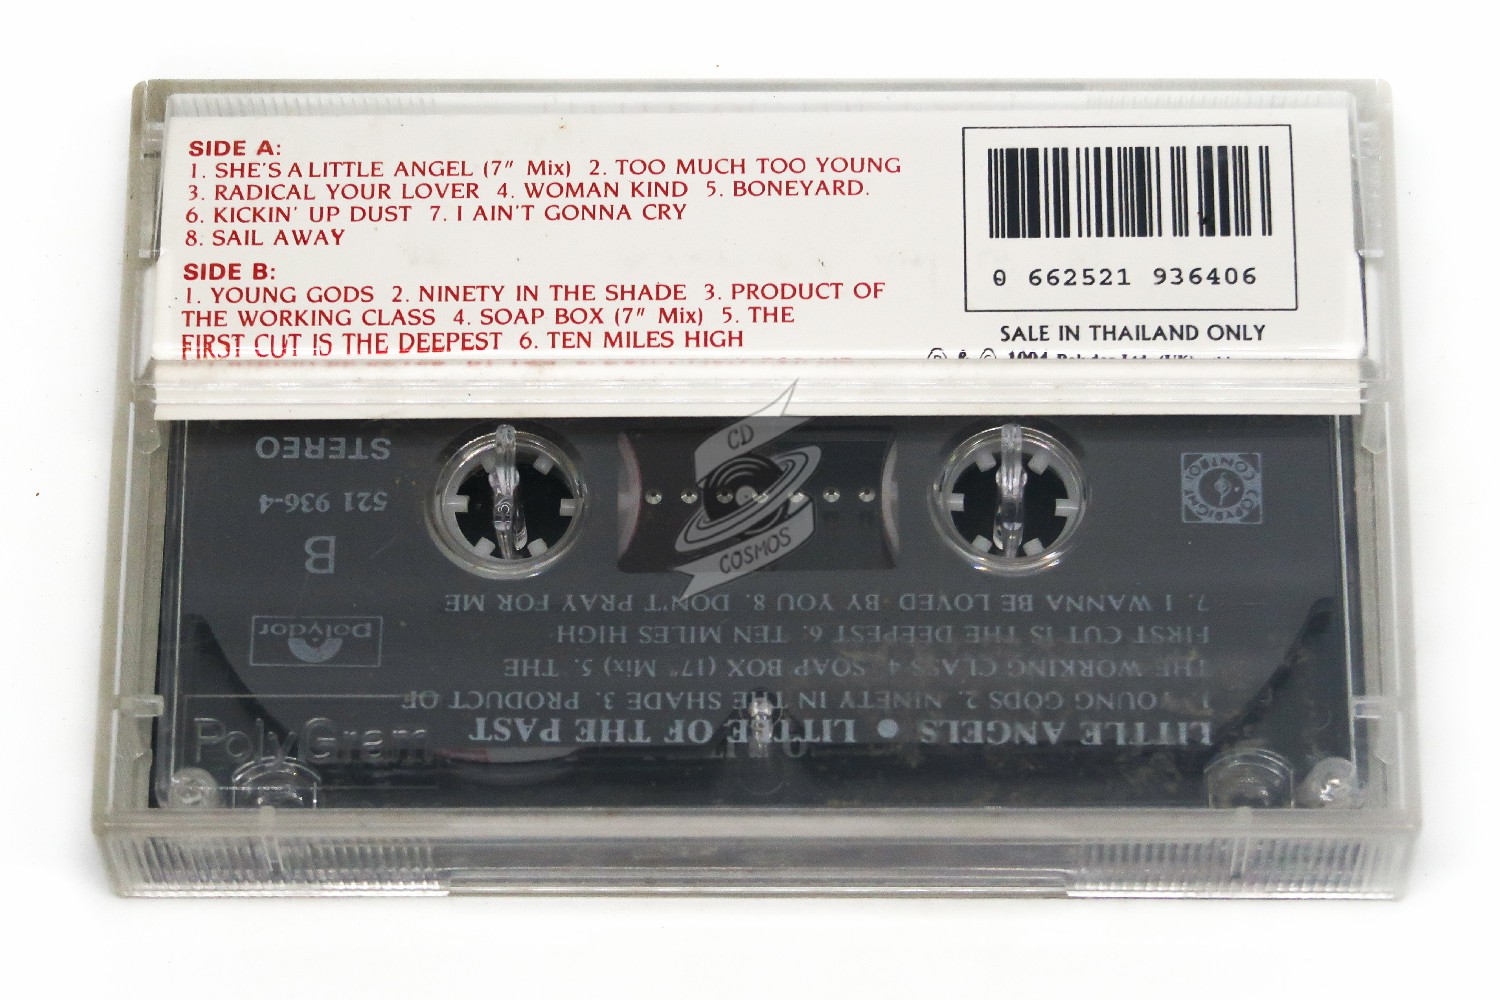 SIDE A:
1. SHE'S A LITTLE ANGEL (7" Mix) 2. TOO MUCH TOO YOUNG
3. RADICAL YOUR LOVER 4. WOMAN KIND 5. BONEYARD.
6. KICKIN' UP DUST 7. I AIN'T GONNA CRY
8. SAIL AWAY
SIDE B:
1. YOUNG GODS 2. NINETY IN THE SHADE 3. PRODUCT OF
THE WORKING CLASS 4. SOAP BOX (7" Mix) 5. THE
FIRST CUT IS THE DEEPEST 6. TEN MILES HIGH
0 662521 936406
SALE IN THAILAND ONLY
Ⓟ & © 1994 Polydor Ltd. (UK)
CD
COSMOS
LITTLE ANGELS • LITTLE OF THE PAST
1. YOUNG GODS 2. NINETY IN THE SHADE 3. PRODUCT OF
THE WORKING CLASS 4. SOAP BOX (17" Mix) 5. THE
FIRST CUT IS THE DEEPEST 6. TEN MILES HIGH
7. I WANNA BE LOVED BY YOU 8. DON'T PRAY FOR ME
polydor
B
521 936-4
STEREO
PolyGram